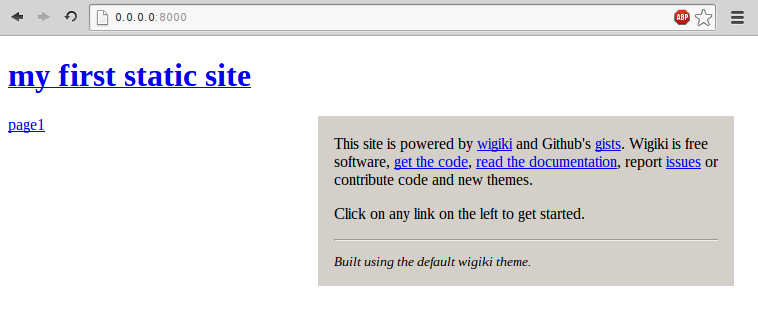 0.0.0.0:8000
ABP
my first static site
page1
This site is powered by wigiki and Github's gists. Wigiki is free
software, get the code, read the documentation, report issues or
contribute code and new themes.
Click on any link on the left to get started.
Built using the default wigiki theme.